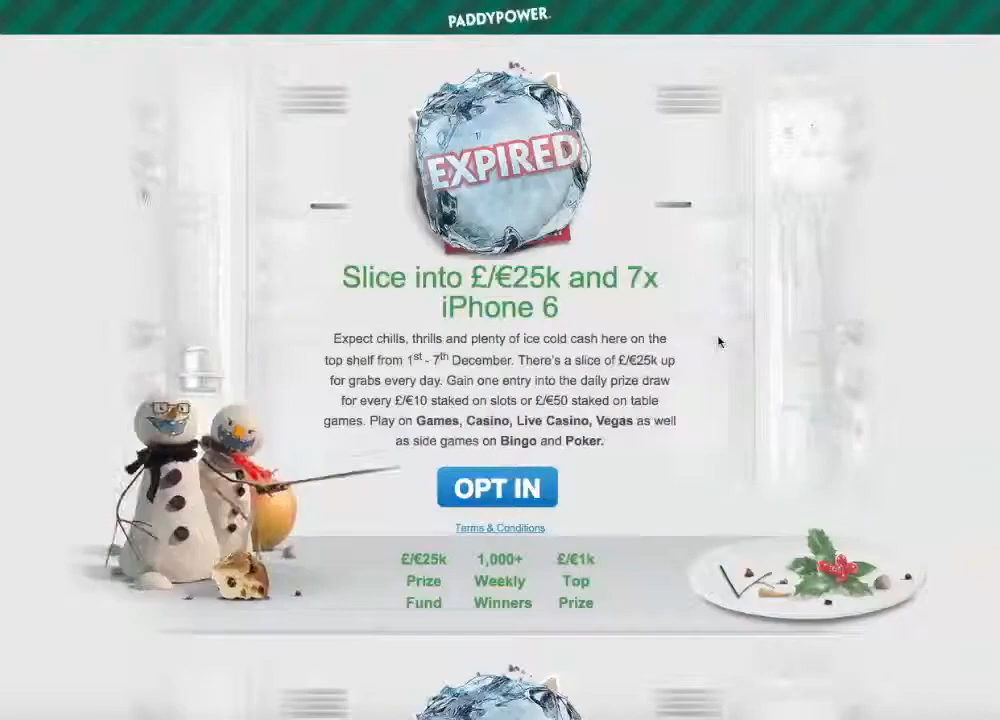 PADDYPOWER.
EXPIRED
Slice into £/€25k and 7x
iPhone 6
Expect chills, thrills and plenty of ice cold cash here on the
top shelf from 1st - 7th December. There's a slice of £/€25k up
for grabs every day. Gain one entry into the daily prize draw
for every £/€10 staked on slots or £/€50 staked on table
games. Play on Games, Casino, Live Casino, Vegas as well
as side games on Bingo and Poker.
OPT IN
Terms & Conditions
£/€25k 1,000+ £/€1k
Prize Weekly Top
Fund Winners Prize